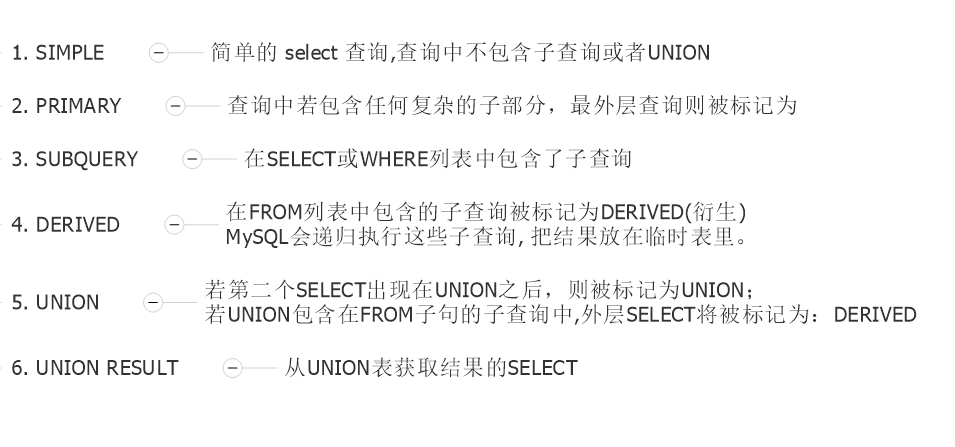 1. SIMPLE 简单的 select 查询,查询中不包含子查询或者UNION
2. PRIMARY 查询中若包含任何复杂的子部分，最外层查询则被标记为
3. SUBQUERY 在SELECT或WHERE列表中包含了子查询
4. DERIVED 在FROM列表中包含的子查询被标记为DERIVED(衍生)
MySQL会递归执行这些子查询, 把结果放在临时表里。
5. UNION 若第二个SELECT出现在UNION之后，则被标记为UNION；
若UNION包含在FROM子句的子查询中,外层SELECT将被标记为：DERIVED
6. UNION RESULT 从UNION表获取结果的SELECT